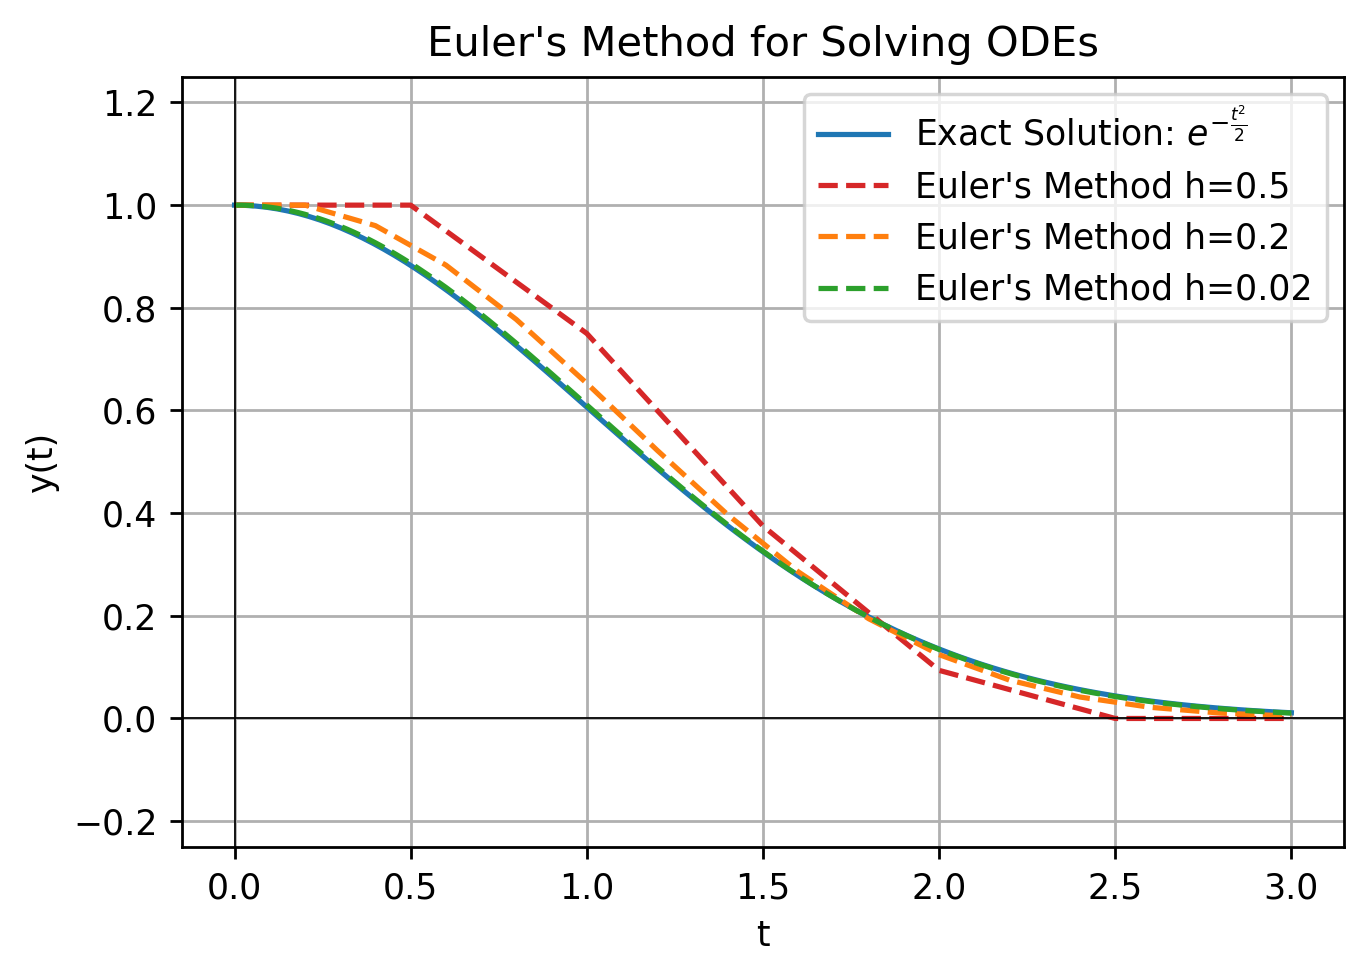 Euler's Method for Solving ODEs
Exact Solution: $e^{-\frac{t^2}{2}}$
Euler's Method h=0.5
Euler's Method h=0.2
Euler's Method h=0.02
y(t)
1.2
1.0
0.8
0.6
0.4
0.2
0.0
−0.2
0.0 0.5 1.0 1.5 2.0 2.5 3.0
t